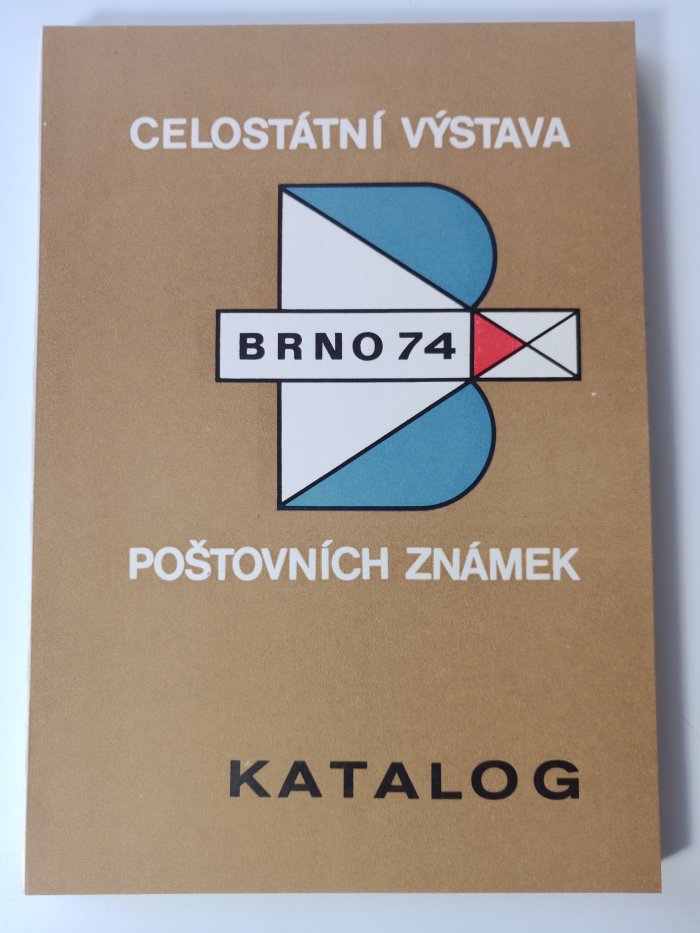 CELOSTÁTNÍ VÝSTAVA
BRNO 74
POŠTOVNÍCH ZNÁMEK
KATALOG